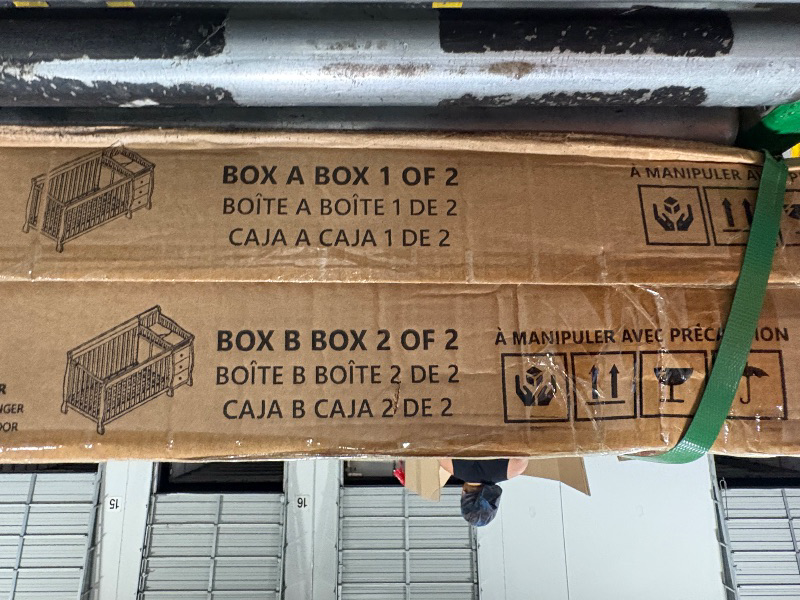 BOX A BOX 1 OF 2
BOÎTE A BOÎTE 1 DE 2
CAJA A CAJA 1 DE 2
À MANIPULER
BOX B BOX 2 OF 2
BOÎTE B BOÎTE 2 DE 2
CAJA B CAJA 2 DE 2
À MANIPULER AVEC PRÉCAUTION
15
16